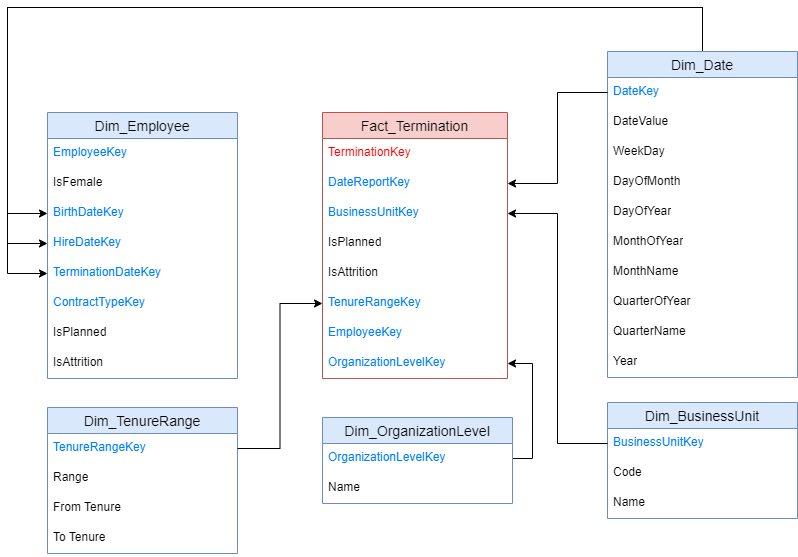 Dim_Date
DateKey
DateValue
WeekDay
DayOfMonth
DayOfYear
MonthOfYear
MonthName
QuarterOfYear
QuarterName
Year
Dim_Employee
EmployeeKey
IsFemale
BirthDateKey
HireDateKey
TerminationDateKey
ContractTypeKey
IsPlanned
IsAttrition
Fact_Termination
TerminationKey
DateReportKey
BusinessUnitKey
IsPlanned
IsAttrition
TenureRangeKey
EmployeeKey
OrganizationLevelKey
Dim_TenureRange
TenureRangeKey
Range
From Tenure
To Tenure
Dim_OrganizationLevel
OrganizationLevelKey
Name
Dim_BusinessUnit
BusinessUnitKey
Code
Name